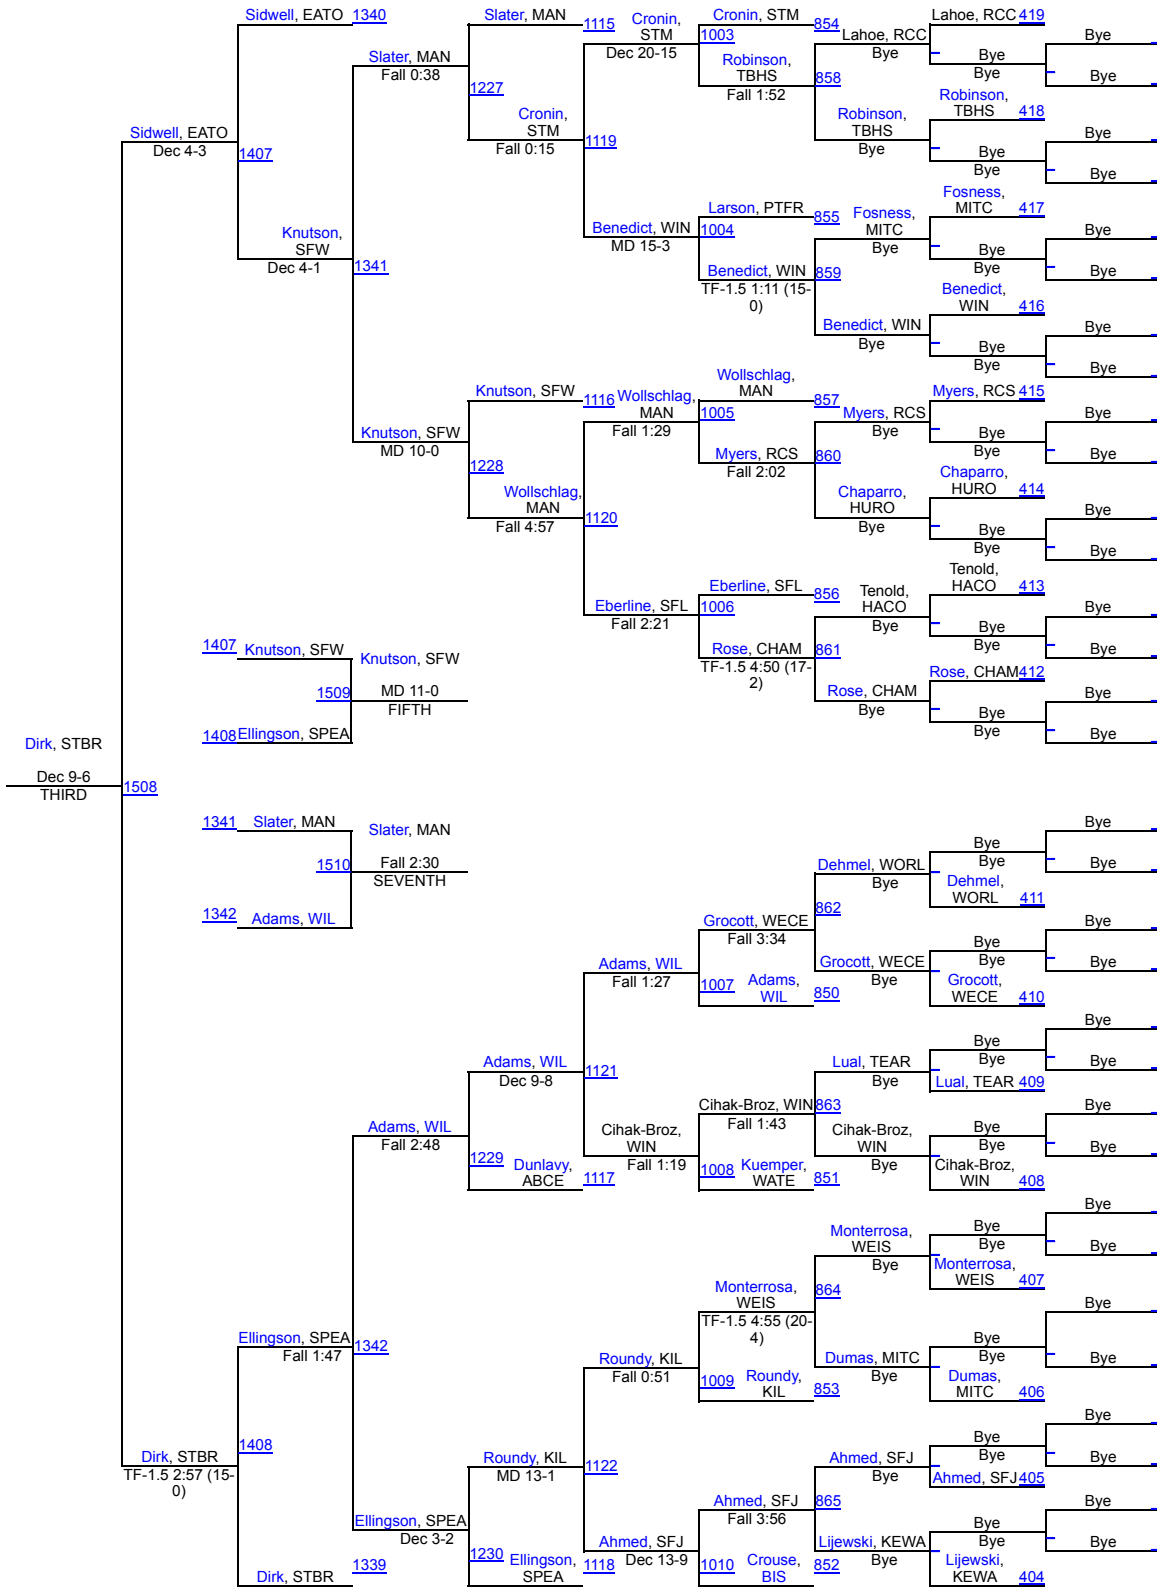 Sidwell, EATO 1340
Slater, MAN 1115
Cronin, STM
Dec 20-15
Cronin, STM 854
1003
Lahoe, RCC
Bye
Lahoe, RCC 419
Bye
Bye
Bye
Bye
Slater, MAN
Fall 0:38
1227
Robinson, TBHS
Fall 1:52
858
Robinson, TBHS 418
Cronin, STM
Fall 0:15
1119
Robinson, TBHS
Bye
Bye
Bye
Bye
Bye
Sidwell, EATO
Dec 4-3
1407
Larson, PTFR 855
Fosness, MITC
Bye
Fosness, MITC 417
Benedict, WIN
MD 15-3
1004
Bye
Bye
Bye
Bye
Knutson, SFW
Dec 4-1
1341
Benedict, WIN
TF-1.5 1:11 (15-0)
859
Benedict, WIN 416
Benedict, WIN
Bye
Bye
Bye
Bye
Bye
Knutson, SFW 1116
Wollschlag, MAN
Fall 1:29
Wollschlag, MAN 857
1005
Myers, RCS
Bye
Myers, RCS 415
Bye
Bye
Bye
Bye
Knutson, SFW
MD 10-0
1228
Myers, RCS
Fall 2:02
860
Chaparro, HURO 414
Wollschlag, MAN
Fall 4:57
1120
Chaparro, HURO
Bye
Bye
Bye
Bye
Bye
Eberline, SFL
Fall 2:21
1006
Eberline, SFL 856
Tenold, HACO
Bye
Tenold, HACO 413
Bye
Bye
Bye
Bye
1407 Knutson, SFW
Knutson, SFW
Rose, CHAM
TF-1.5 4:50 (17-2)
861
1509
MD 11-0
FIFTH
Rose, CHAM
Bye
Rose, CHAM 412
Bye
Bye
Bye
Bye
1408 Ellingson, SPEA
Dirk, STBR
Dec 9-6
THIRD
1508
1341 Slater, MAN
Slater, MAN
1510
Fall 2:30
SEVENTH
1342 Adams, WIL
Dehmel, WORL
Bye
Bye
Bye
Bye
Bye
Dehmel, WORL 411
862
Grocott, WECE
Fall 3:34
Adams, WIL
Fall 1:27
1007
Adams, WIL 850
Grocott, WECE
Bye
Bye
Bye
Bye
Bye
Grocott, WECE 410
Adams, WIL
Dec 9-8
1121
Lual, TEAR
Bye
Bye
Bye
Bye
Bye
Lual, TEAR 409
Adams, WIL
Fall 2:48
1229
Dunlavy, ABCE 1117
Cihak-Broz, WIN
Fall 1:19
Cihak-Broz, WIN
Fall 1:43
863
1008
Kuemper, WATE 851
Cihak-Broz, WIN
Bye
Bye
Bye
Bye
Bye
Cihak-Broz, WIN 408
Monterrosa, WEIS
Bye
Bye
Bye
Bye
Bye
Monterrosa, WEIS 407
Monterrosa, WEIS
TF-1.5 4:55 (20-4)
864
Ellingson, SPEA
Fall 1:47
1342
Roundy, KIL
Fall 0:51
1009
Roundy, KIL 853
Dumas, MITC
Bye
Bye
Bye
Bye
Bye
Dumas, MITC 406
1408
Dirk, STBR
TF-1.5 2:57 (15-0)
Roundy, KIL
MD 13-1
1122
Ahmed, SFJ
Bye
Bye
Bye
Bye
Bye
Ahmed, SFJ 405
Ellingson, SPEA
Dec 3-2
1230
Ellingson, SPEA 1118
Ahmed, SFJ
Dec 13-9
Ahmed, SFJ
Fall 3:56
865
1010
Crouse, BIS 852
Lijewski, KEWA
Bye
Bye
Bye
Bye
Bye
Lijewski, KEWA 404
Dirk, STBR 1339